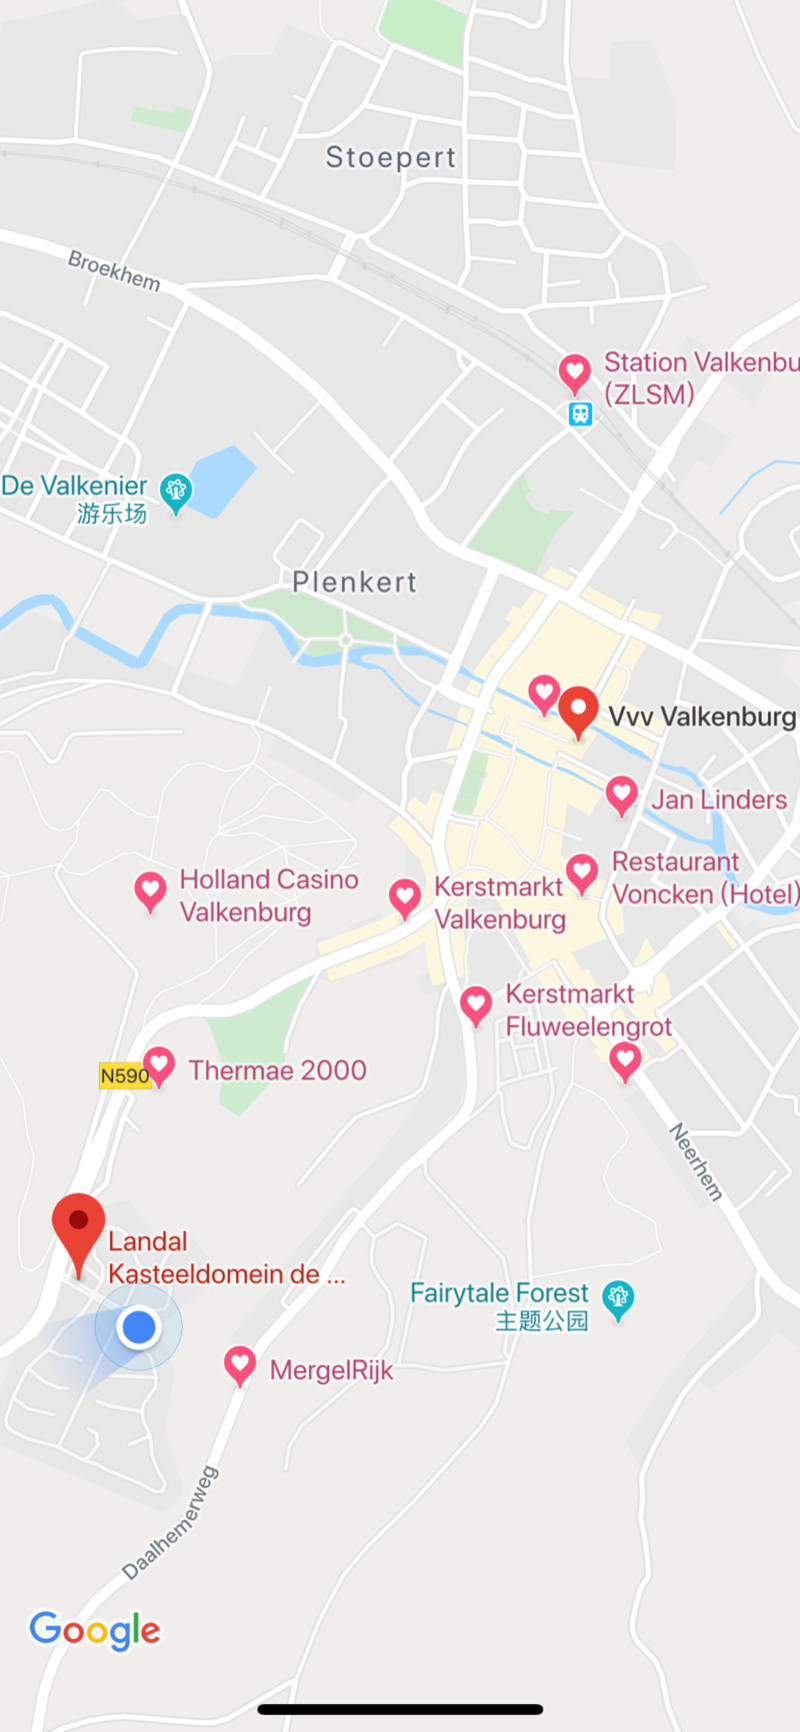 Stoepert
Broekhem
Station Valkenbu
(ZLSM)
De Valkenier
游乐场
Plenkert
Vvv Valkenburg
Jan Linders
Holland Casino
Valkenburg
Kerstmarkt
Valkenburg
Restaurant
Voncken (Hotel)
Kerstmarkt
Fluweelengrot
N590
Thermae 2000
Neerhem
Landal
Kasteeldomein de ...
Fairytale Forest
主题公园
MergelRijk
Daalhemerweg
Google